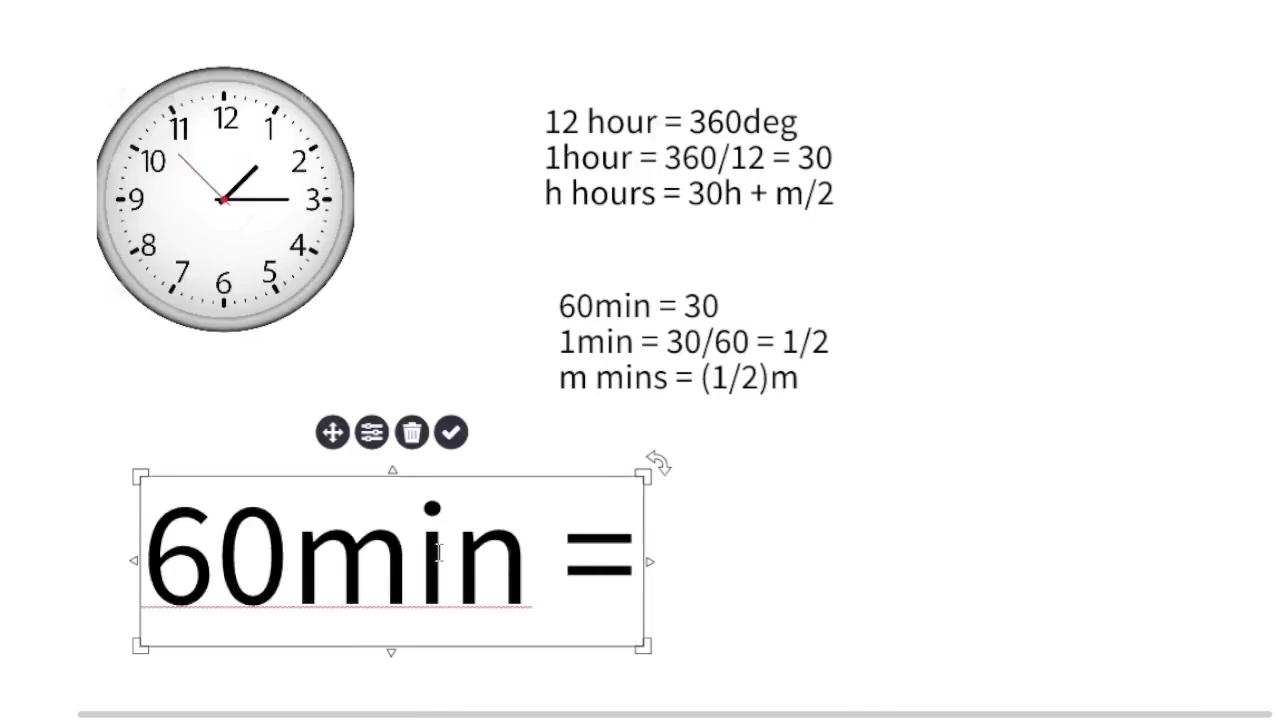 12
11
1
10
2
9
3
8
4
7
5
6
12 hour = 360deg
1hour = 360/12 = 30
h hours = 30h + m/2
60min = 30
1min = 30/60 = 1/2
m mins = (1/2)m
60min =